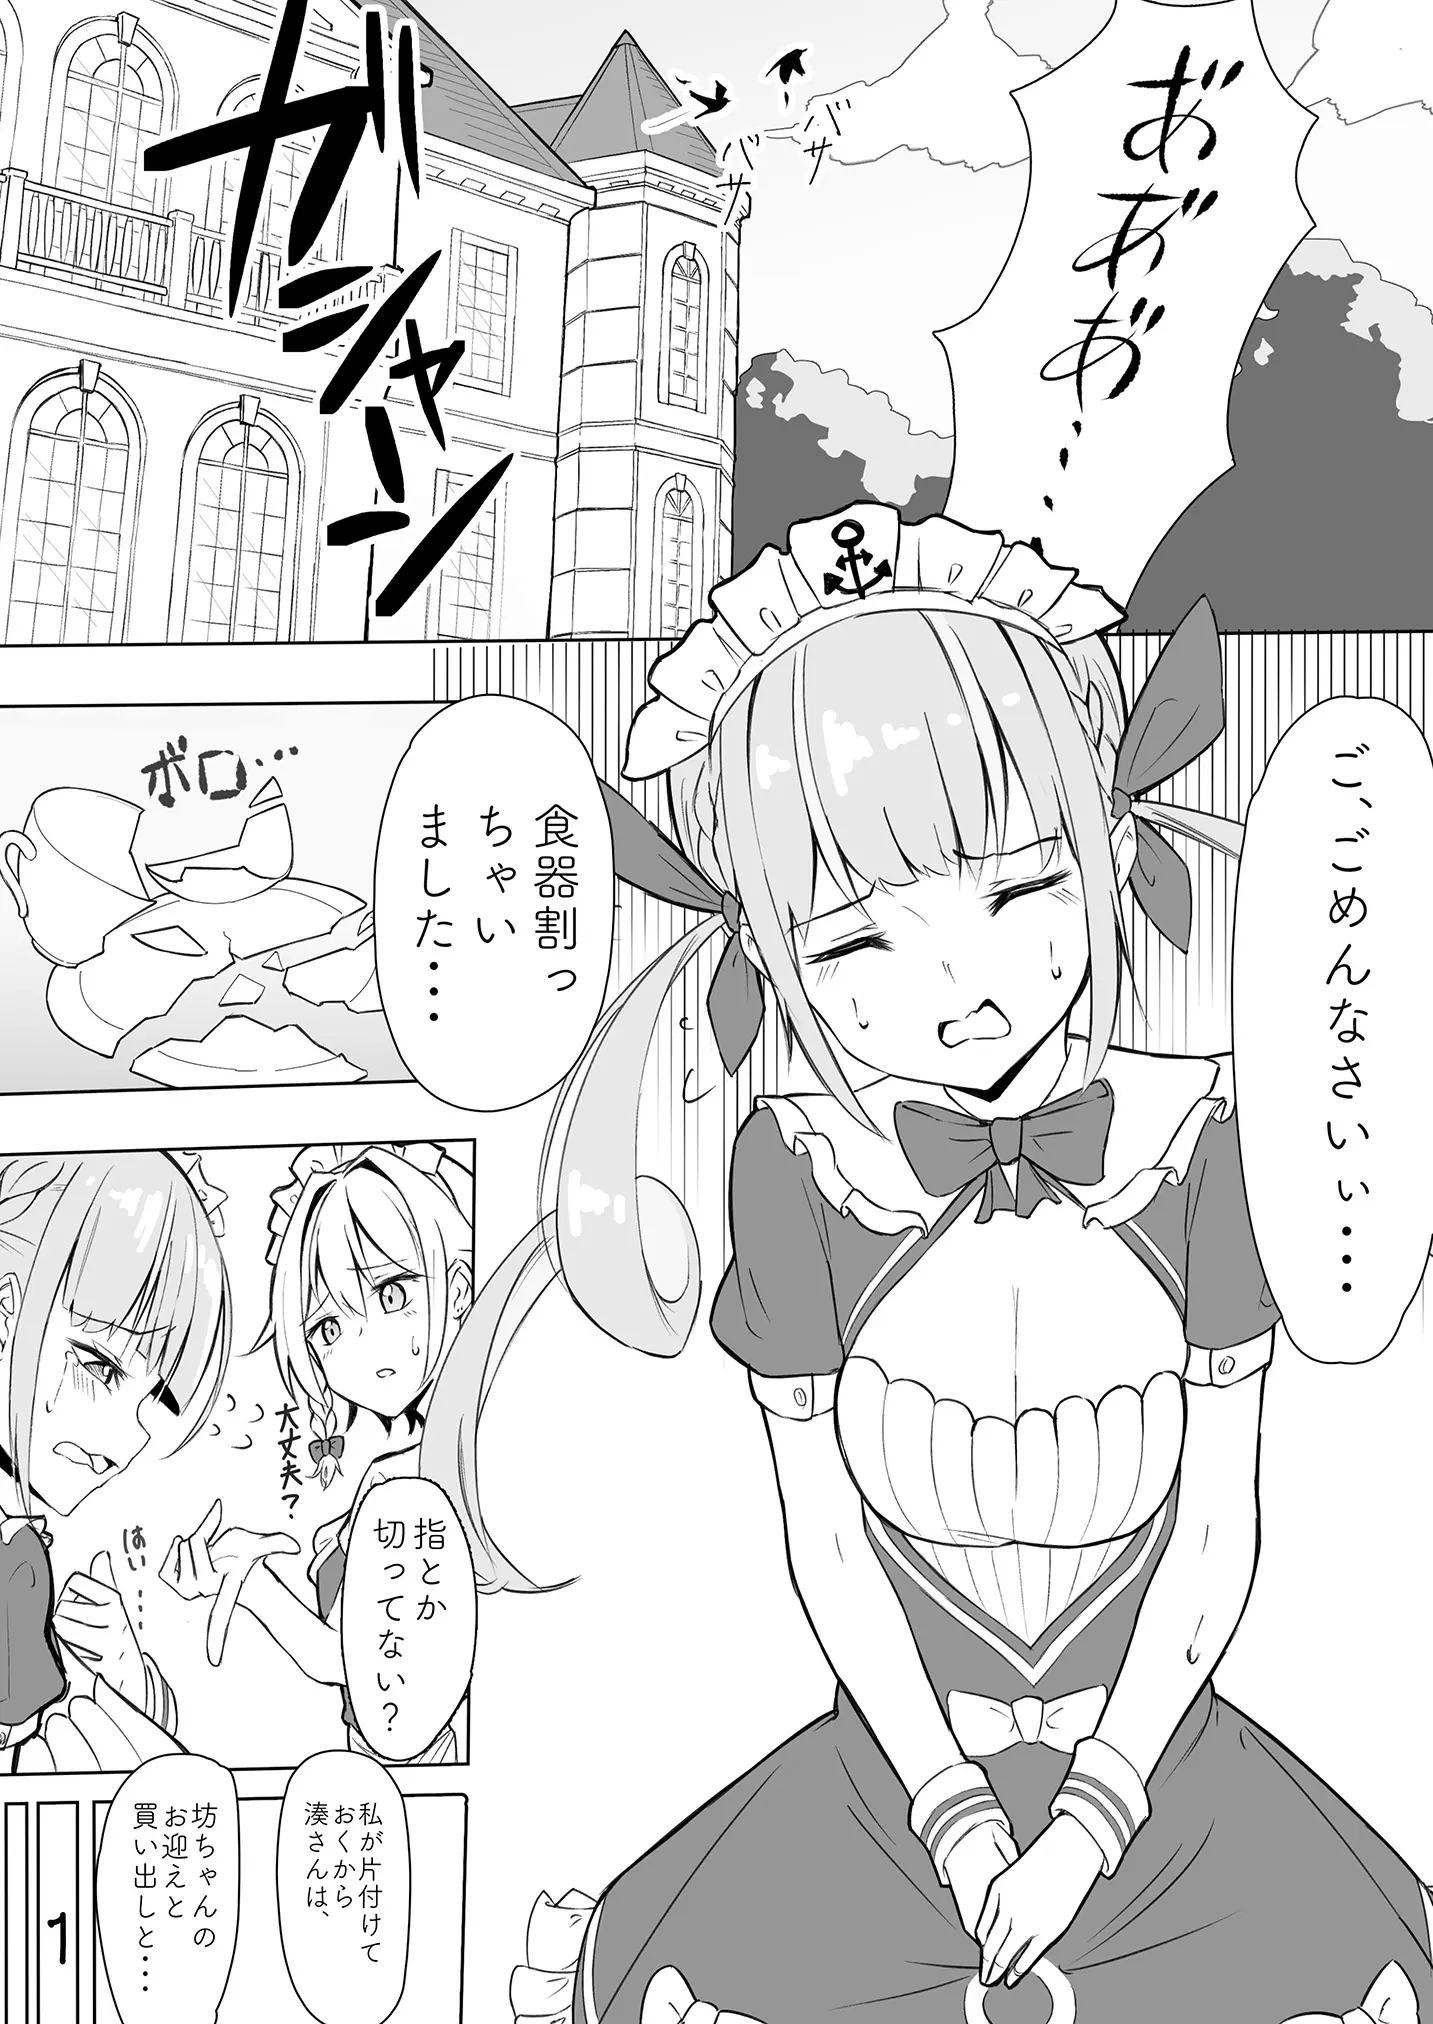 あ゛あ゛あ゛・・・・・
ガシャーン
バサ
バサ
ご、ごめんなさいぃ・・・・
食器割っ
ちゃい
ました・・・
ボロ・・・
大丈夫?
指とか
切ってない?
はい・・・
私が片付けて
おくから
湊さんは、
坊ちゃんの
お迎えと
買い出しと・・・
1